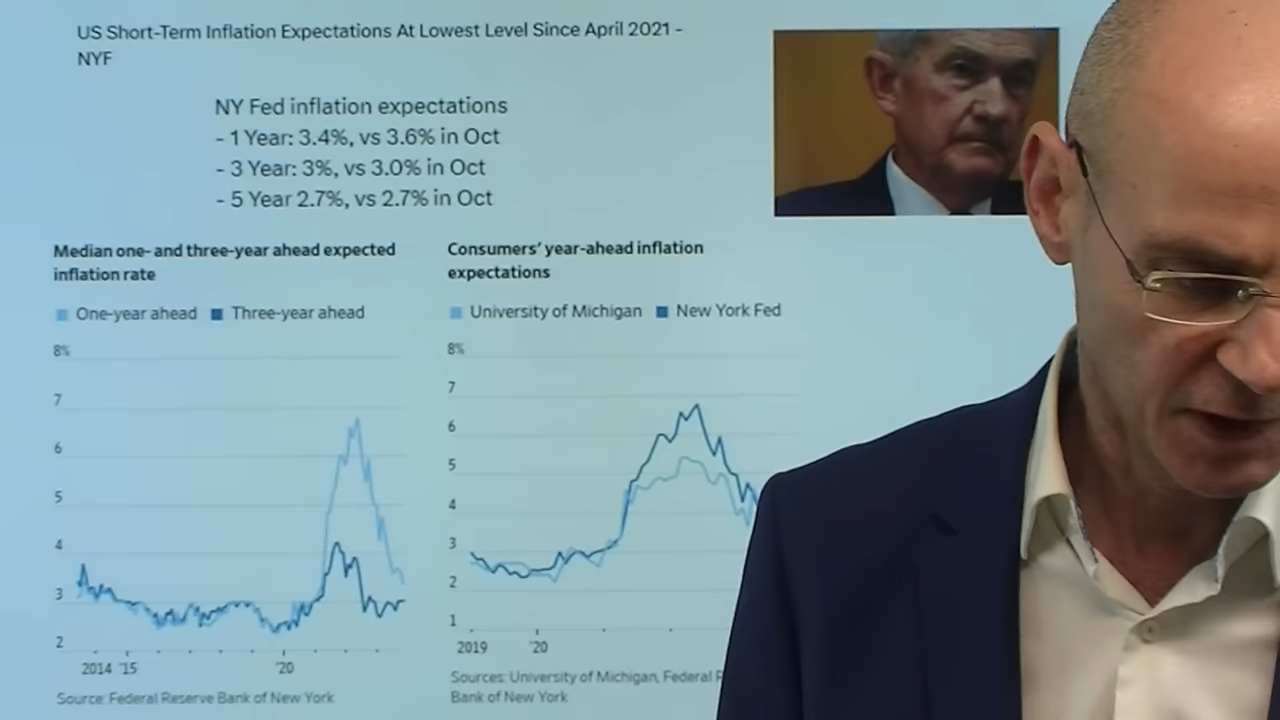 US Short-Term Inflation Expectations At Lowest Level Since April 2021 -
NYF
NY Fed inflation expectations
- 1 Year: 3.4%, vs 3.6% in Oct
- 3 Year: 3%, vs 3.0% in Oct
- 5 Year 2.7%, vs 2.7% in Oct
Median one- and three-year ahead expected
inflation rate
One-year ahead Three-year ahead
8%
7
6
5
4
3
2
2014 '15 '20
Source: Federal Reserve Bank of New York
Consumers' year-ahead inflation
expectations
University of Michigan New York Fed
8%
7
6
5
4
3
2
1
2019 '20
Sources: University of Michigan, Federal
Bank of New York